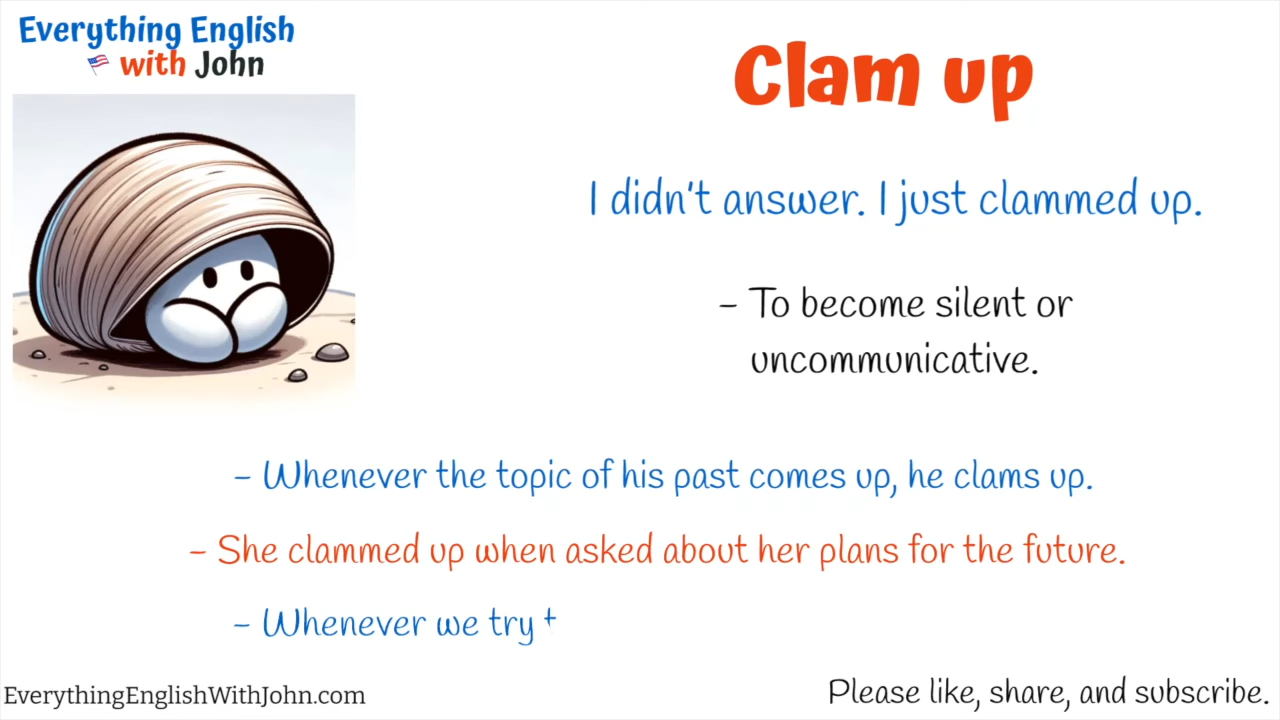 Everything English
with John
Clam up
I didn't answer. I just clammed up.
- To become silent or
uncommunicative.
- Whenever the topic of his past comes up, he clams up.
- She clammed up when asked about her plans for the future.
- Whenever we try t
EverythingEnglishWithJohn.com
Please like, share, and subscribe.